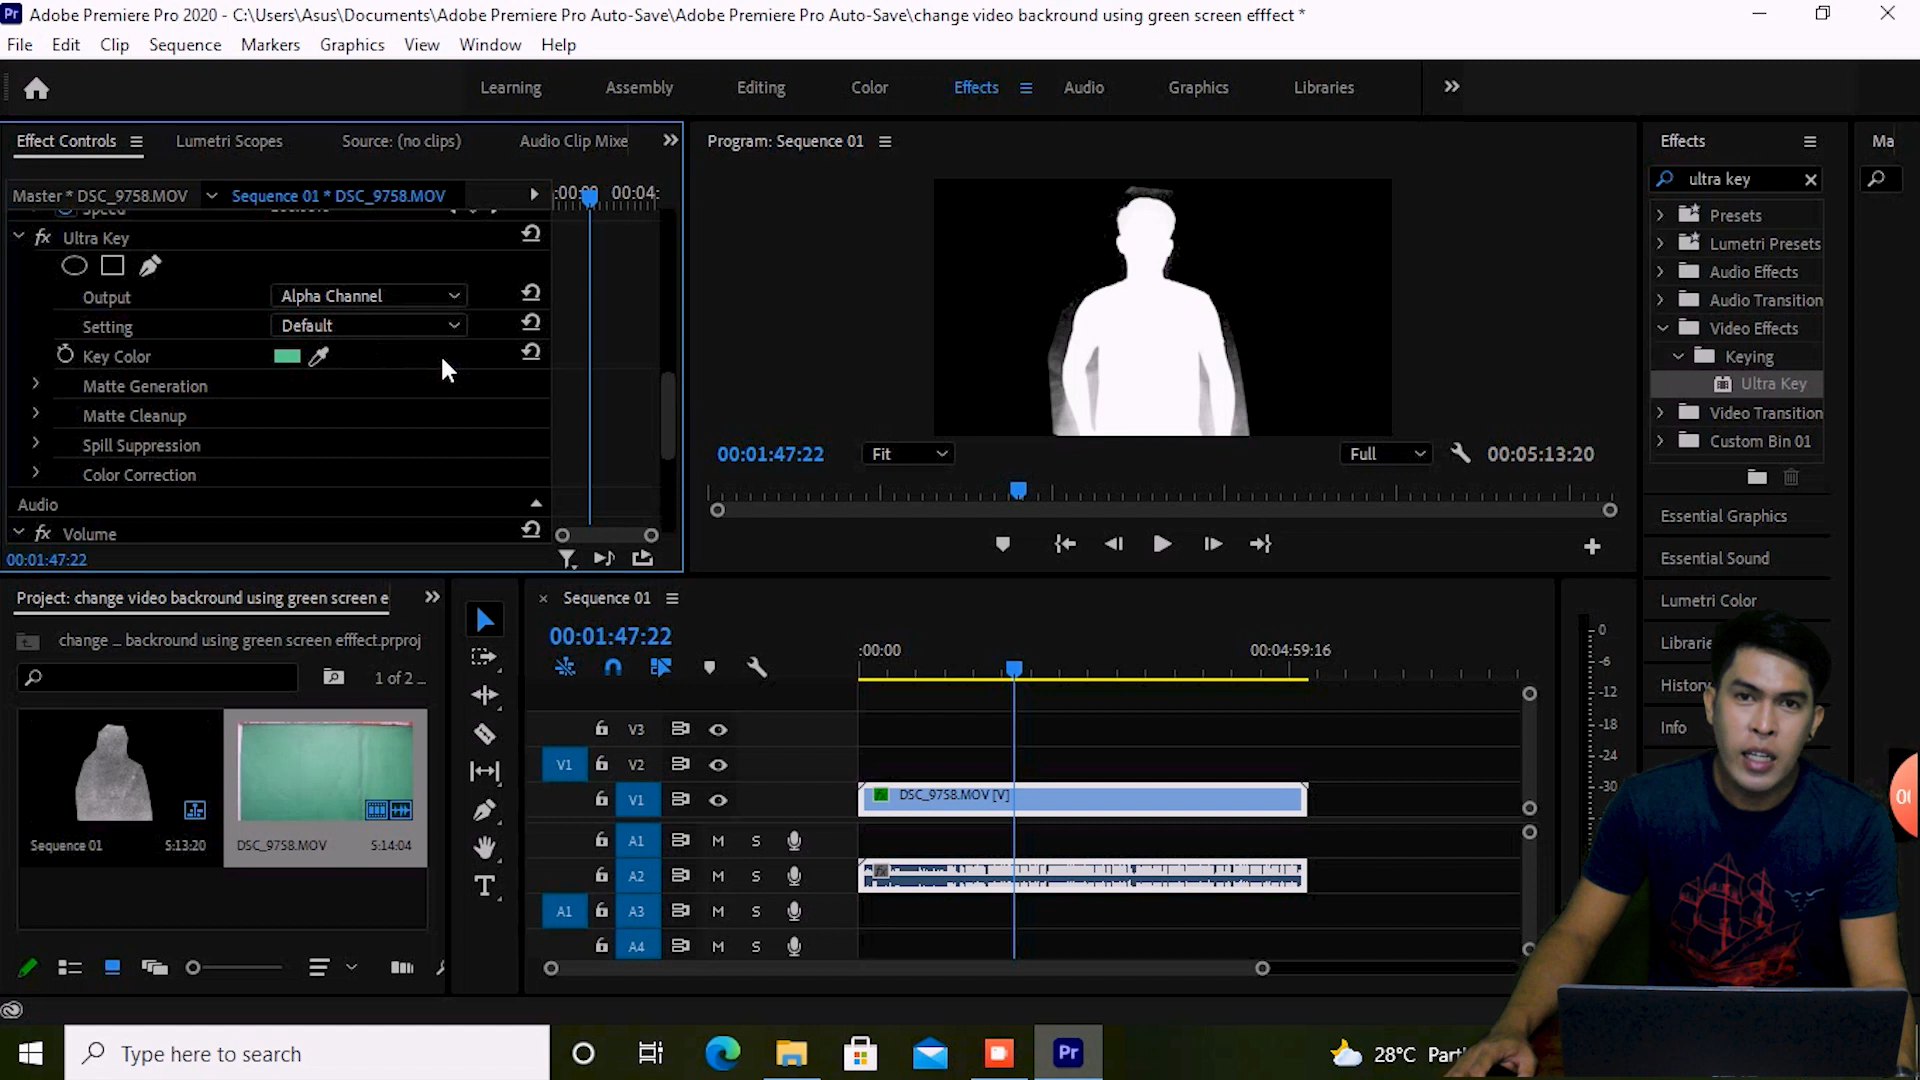 Adobe Premiere Pro 2020 - C:\Users\Asus\Documents\Adobe Premiere Pro Auto-Save\Adobe Premiere Pro Auto-Save\change video backround using green screen efffect *
File Edit Clip Sequence Markers Graphics View Window Help
Learning Assembly Editing Color Effects Audio Graphics Libraries
Effect Controls Lumetri Scopes Source: (no clips) Audio Clip Mixe
Program: Sequence 01
Effects
Ma
Master * DSC_9758.MOV Sequence 01 * DSC_9758.MOV
00:04:
ultra key
Speed
fx Ultra Key
Output Alpha Channel
Setting Default
Key Color
Matte Generation
Matte Cleanup
Spill Suppression
Color Correction
Audio
fx Volume
00:01:47:22
00:01:47:22 Fit Full 00:05:13:20
Presets
Lumetri Presets
Audio Effects
Audio Transition
Video Effects
Keying
Ultra Key
Video Transition
Custom Bin 01
Essential Graphics
Essential Sound
Lumetri Color
Librarie
History
Info
Project: change video backround using green screen e
change ... backround using green screen efffect.prproj
1 of 2 ...
Sequence 01 5:13:20
DSC_9758.MOV 5:14:04
Sequence 01
00:01:47:22
:00:00 00:04:59:16
V3
V1 V2
V1 DSC_9758.MOV [V]
A1 M S
A2 M S
A1 A3 M S
A4 M S
0
-6
-12
-18
-24
-30
Type here to search
Pr
28°C